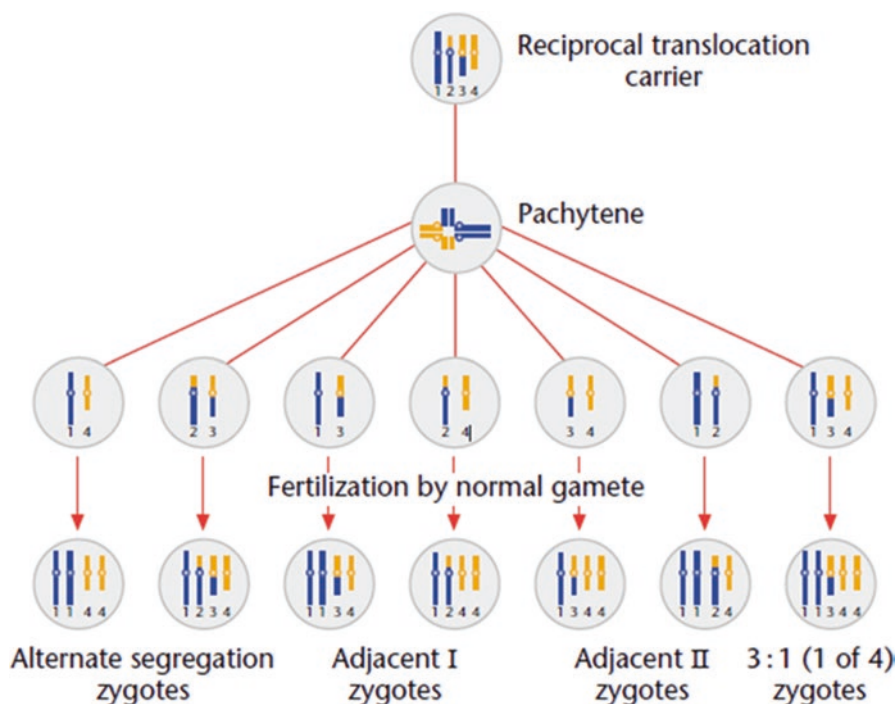 Reciprocal translocation
carrier
1 2 3 4
Pachytene
1 4
2 3
1 3
2 4
3 4
1 2
1 3 4
Fertilization by normal gamete
1 1 4 4
1 2 3 4
1 1 3 4
1 2 4 4
1 3 4 4
1 1 2 4
1 1 3 4 4
Alternate segregation
zygotes
Adjacent I
zygotes
Adjacent II
zygotes
3 : 1 (1 of 4)
zygotes